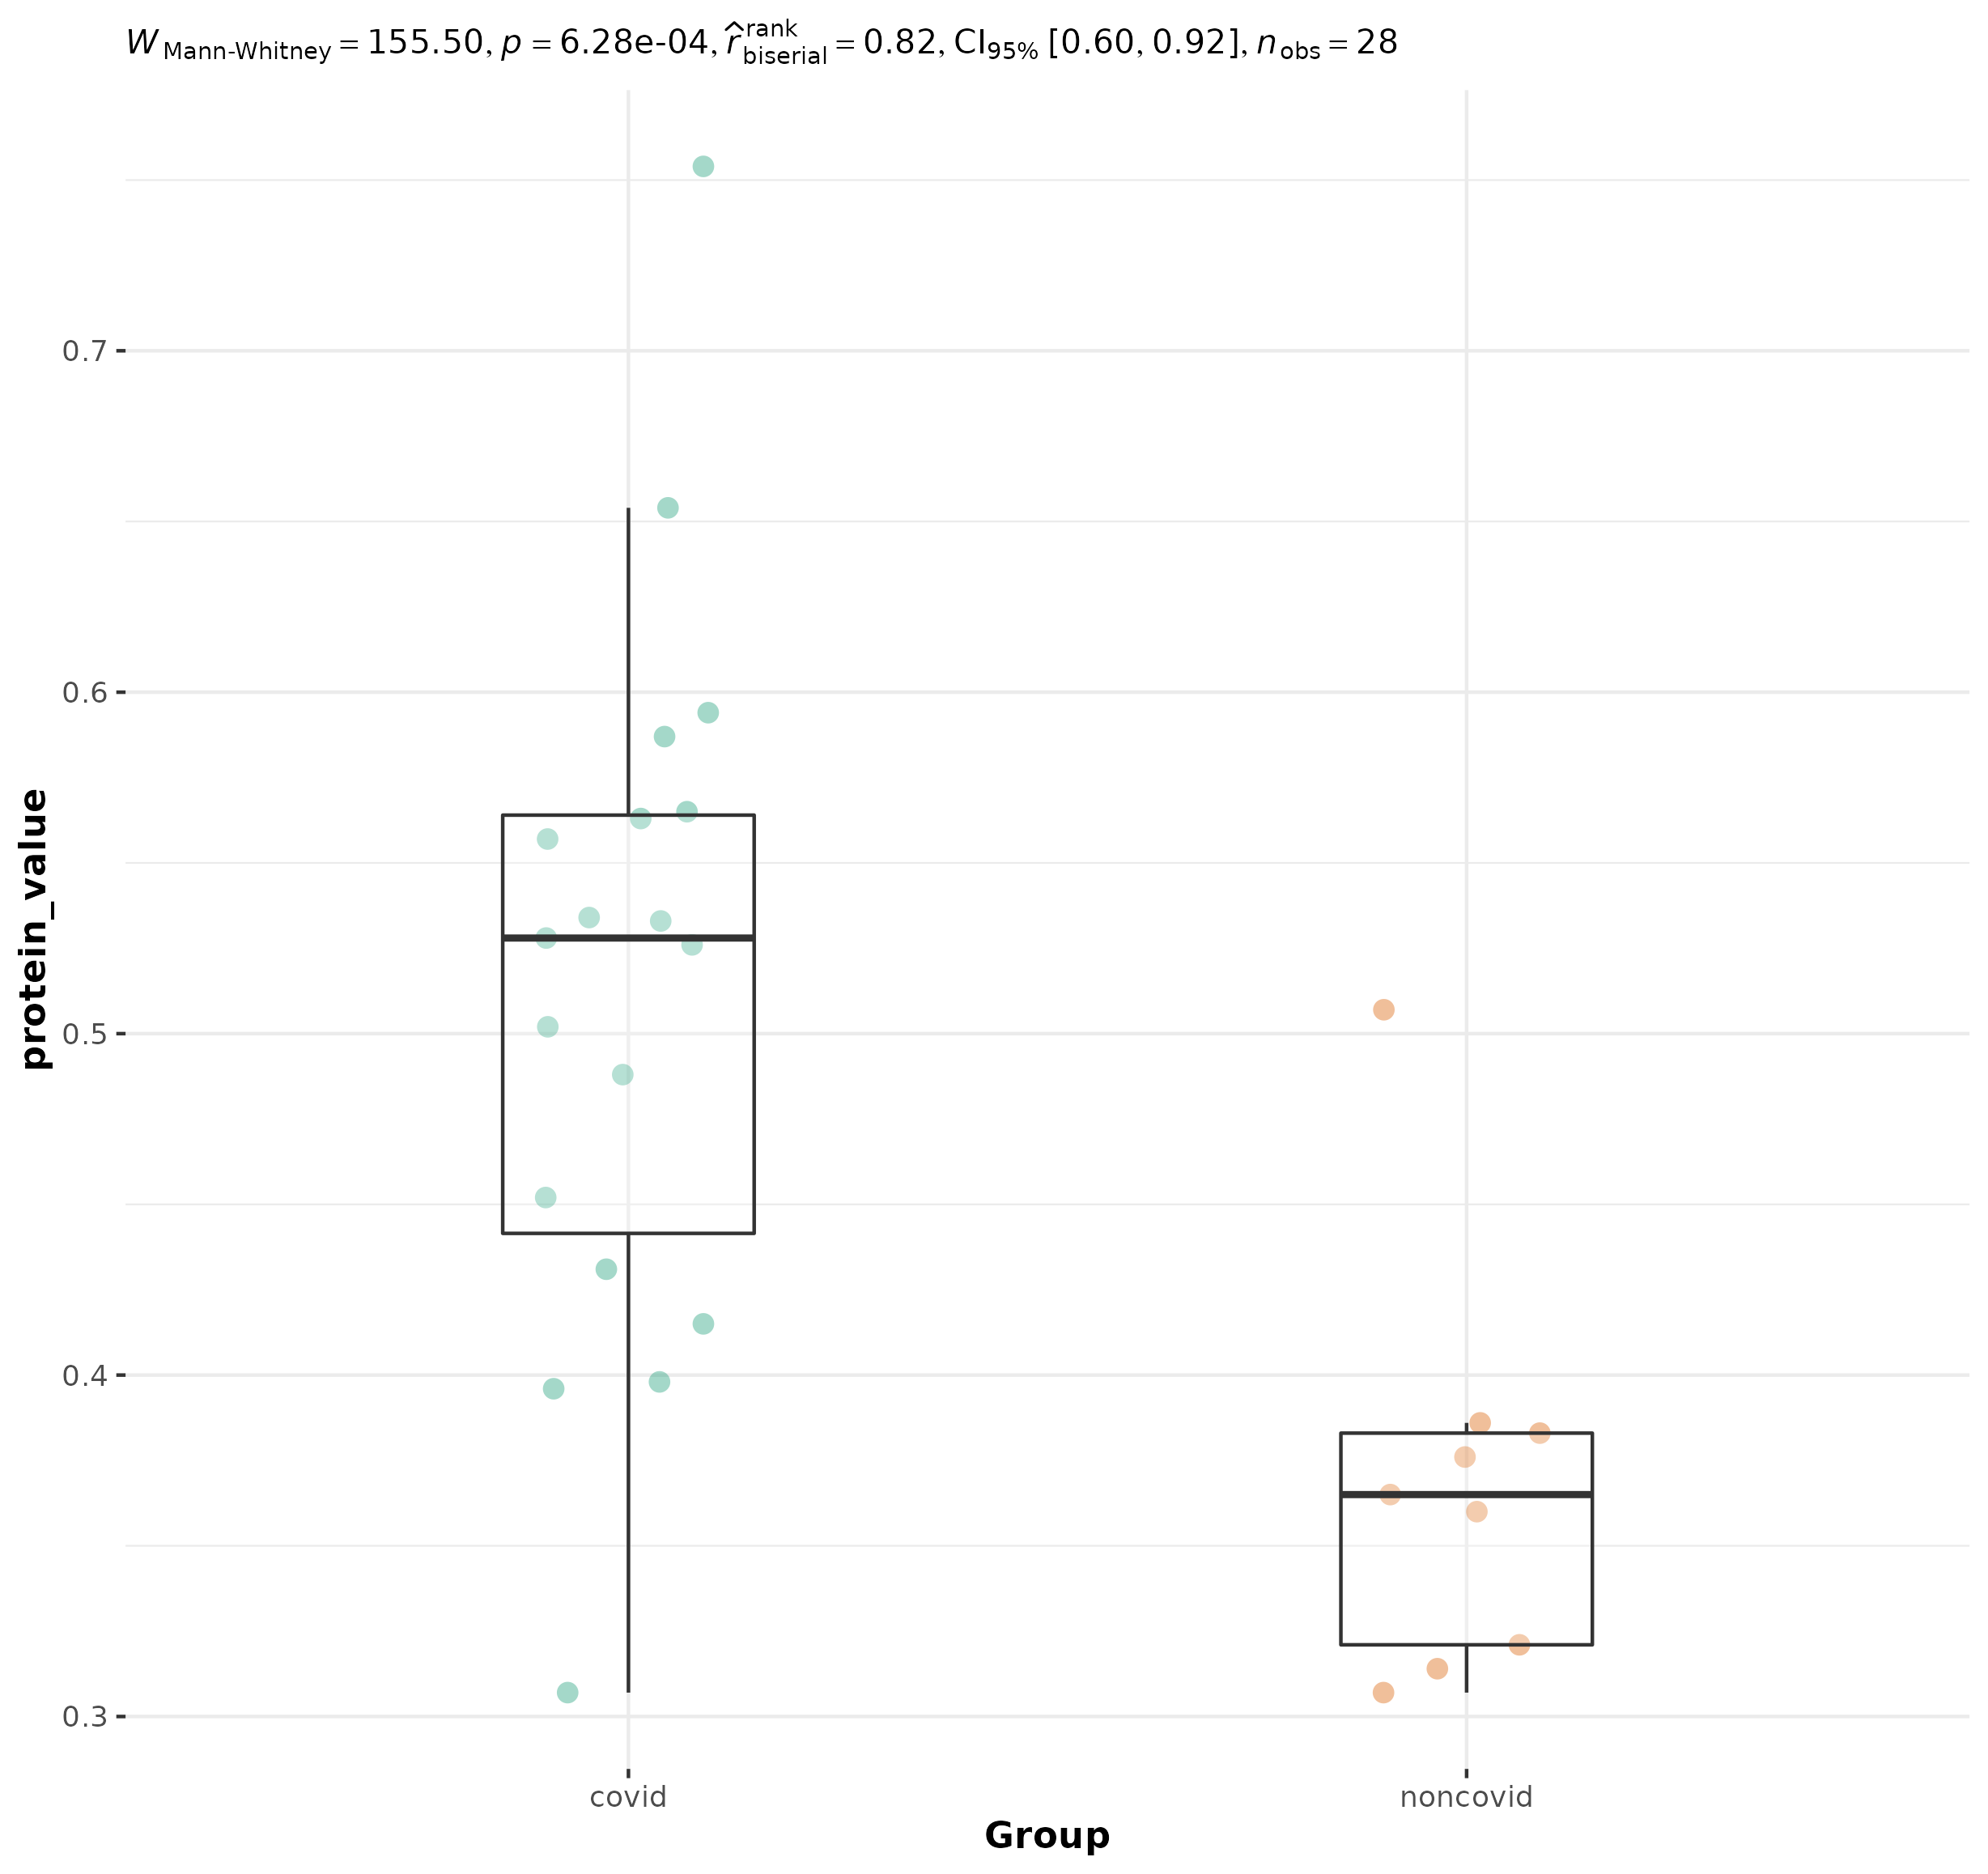 W Mann-Whitney = 155.50, p = 6.28e-04, r̂ rank biserial = 0.82, CI95% [0.60, 0.92], nobs = 28
0.7
0.6
0.5
0.4
0.3
protein_value
covid noncovid
Group